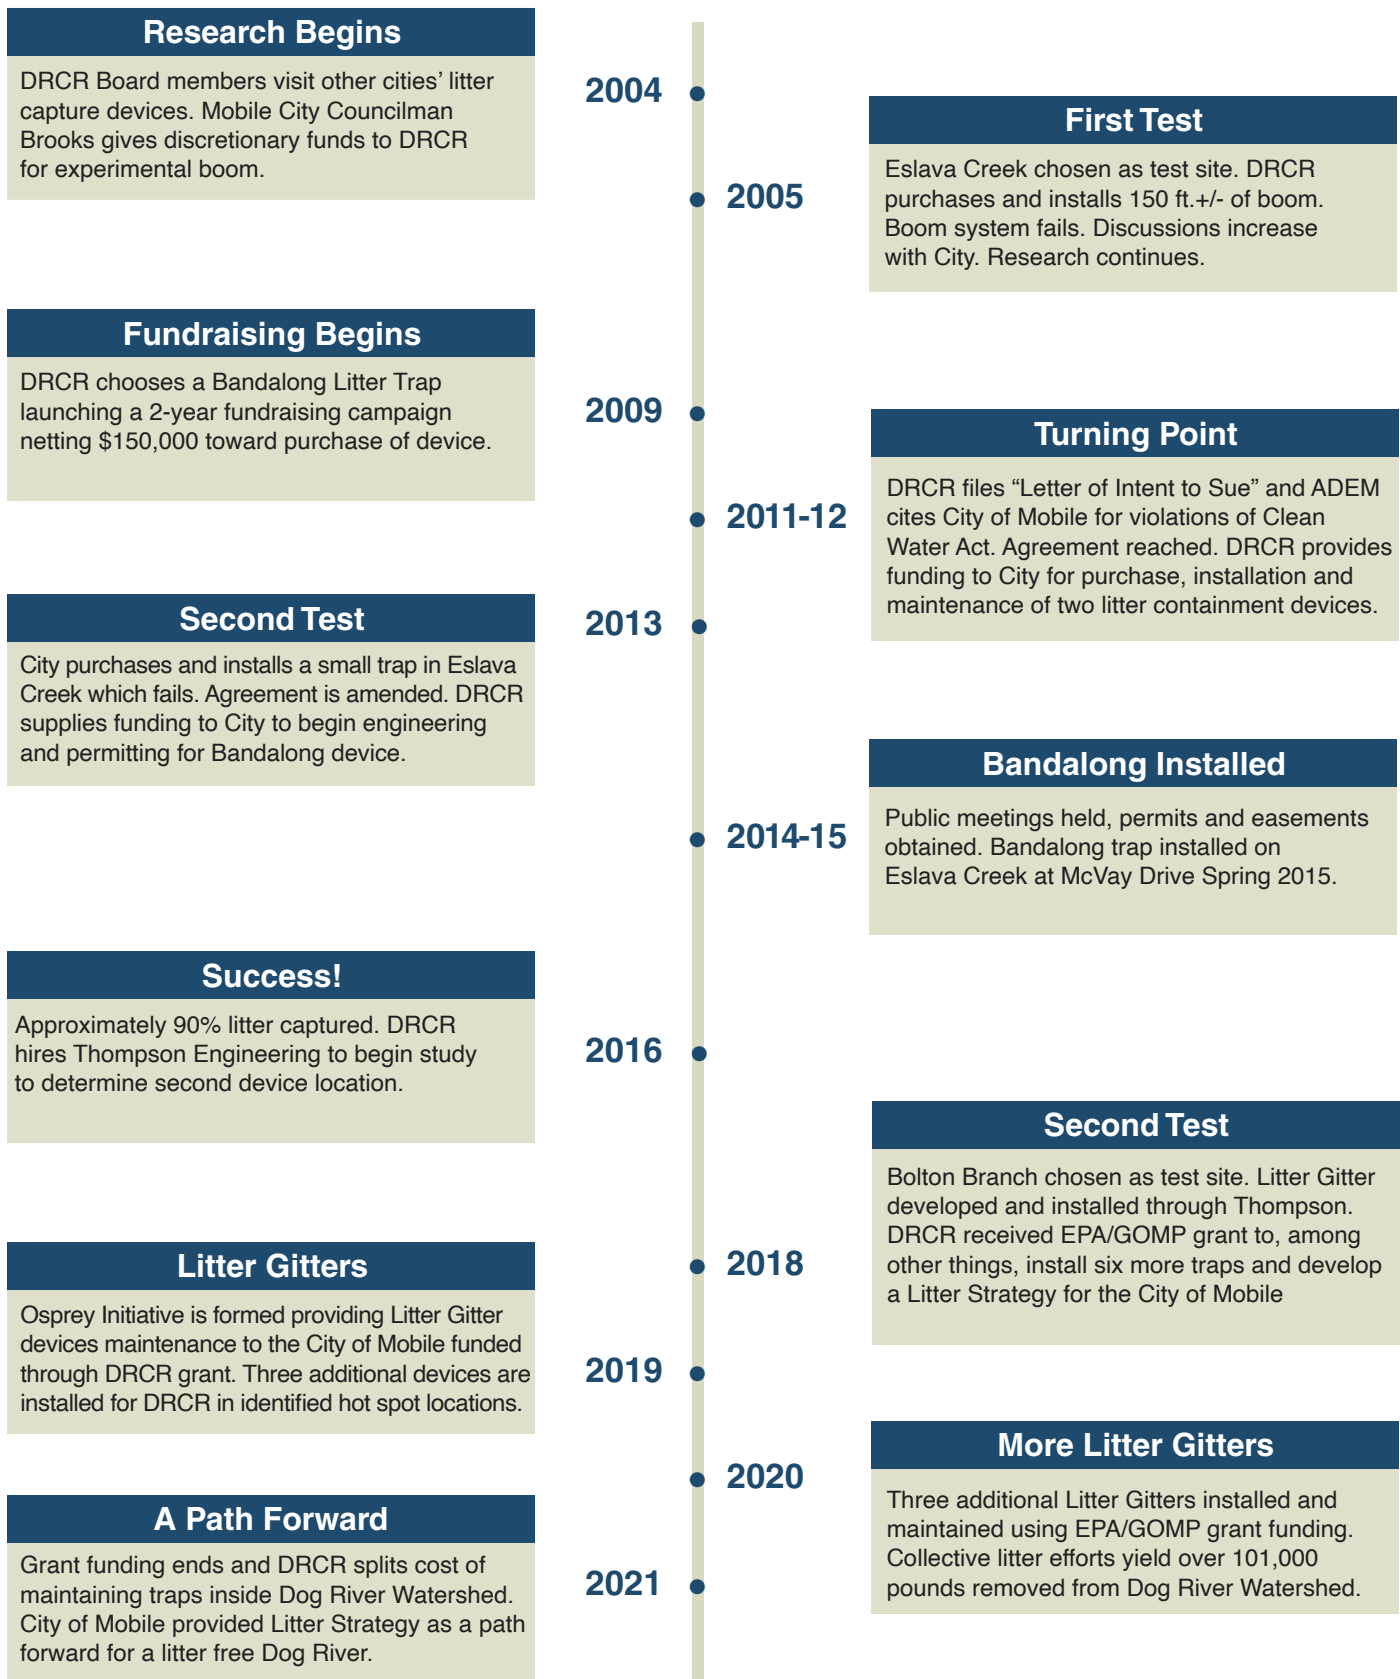 Research Begins
DRCR Board members visit other cities’ litter
capture devices. Mobile City Councilman
Brooks gives discretionary funds to DRCR
for experimental boom.
2004
First Test
Eslava Creek chosen as test site. DRCR
purchases and installs 150 ft.+/- of boom.
Boom system fails. Discussions increase
with City. Research continues.
2005
Fundraising Begins
DRCR chooses a Bandalong Litter Trap
launching a 2-year fundraising campaign
netting $150,000 toward purchase of device.
2009
Turning Point
DRCR files “Letter of Intent to Sue” and ADEM
cites City of Mobile for violations of Clean
Water Act. Agreement reached. DRCR provides
funding to City for purchase, installation and
maintenance of two litter containment devices.
2011-12
Second Test
City purchases and installs a small trap in Eslava
Creek which fails. Agreement is amended. DRCR
supplies funding to City to begin engineering
and permitting for Bandalong device.
2013
Bandalong Installed
Public meetings held, permits and easements
obtained. Bandalong trap installed on
Eslava Creek at McVay Drive Spring 2015.
2014-15
Success!
Approximately 90% litter captured. DRCR
hires Thompson Engineering to begin study
to determine second device location.
2016
Second Test
Bolton Branch chosen as test site. Litter Gitter
developed and installed through Thompson.
DRCR received EPA/GOMP grant to, among
other things, install six more traps and develop
a Litter Strategy for the City of Mobile
2018
Litter Gitters
Osprey Initiative is formed providing Litter Gitter
devices maintenance to the City of Mobile funded
through DRCR grant. Three additional devices are
installed for DRCR in identified hot spot locations.
2019
More Litter Gitters
Three additional Litter Gitters installed and
maintained using EPA/GOMP grant funding.
Collective litter efforts yield over 101,000
pounds removed from Dog River Watershed.
2020
A Path Forward
Grant funding ends and DRCR splits cost of
maintaining traps inside Dog River Watershed.
City of Mobile provided Litter Strategy as a path
forward for a litter free Dog River.
2021